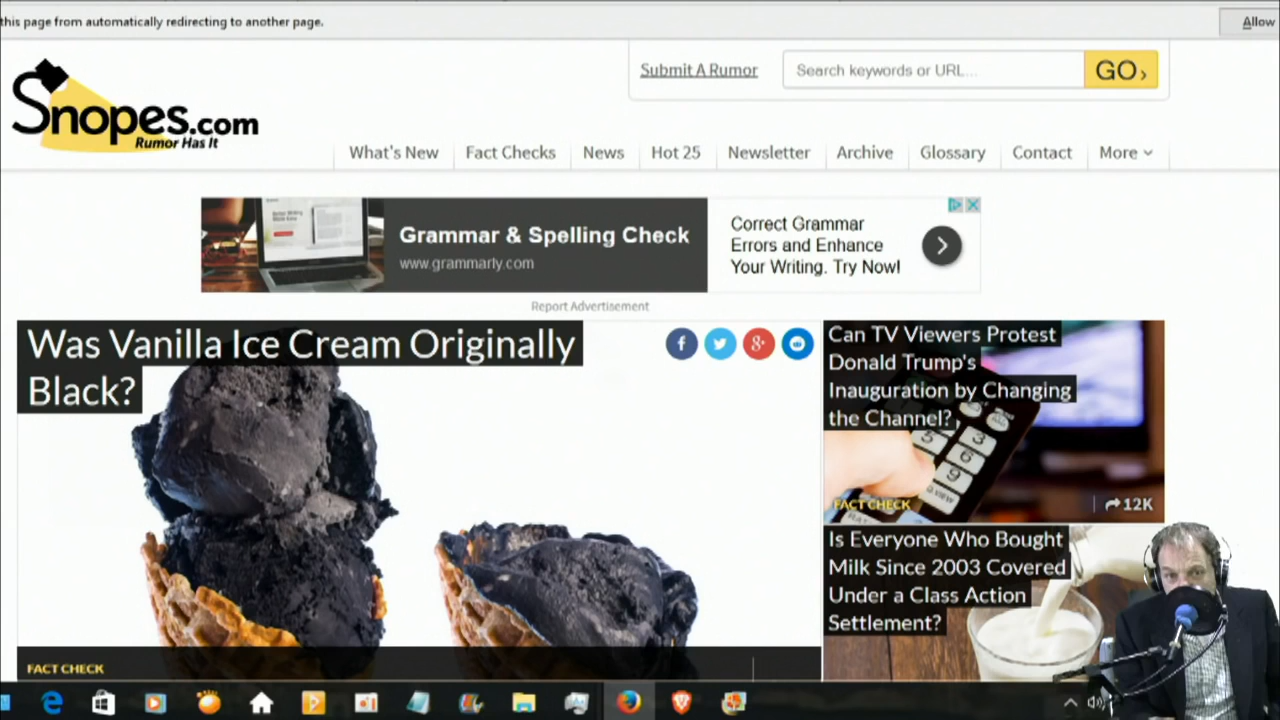 this page from automatically redirecting to another page.
Allow
Submit A Rumor
Search keywords or URL...
GO
Snopes.com
Rumor Has It
What's New
Fact Checks
News
Hot 25
Newsletter
Archive
Glossary
Contact
More
Grammar & Spelling Check
www.grammarly.com
Correct Grammar
Errors and Enhance
Your Writing. Try Now!
Report Advertisement
Was Vanilla Ice Cream Originally
Black?
FACT CHECK
Can TV Viewers Protest
Donald Trump's
Inauguration by Changing
the Channel?
5
3
6
9
FACT CHECK
12K
Is Everyone Who Bought
Milk Since 2003 Covered
Under a Class Action
Settlement?